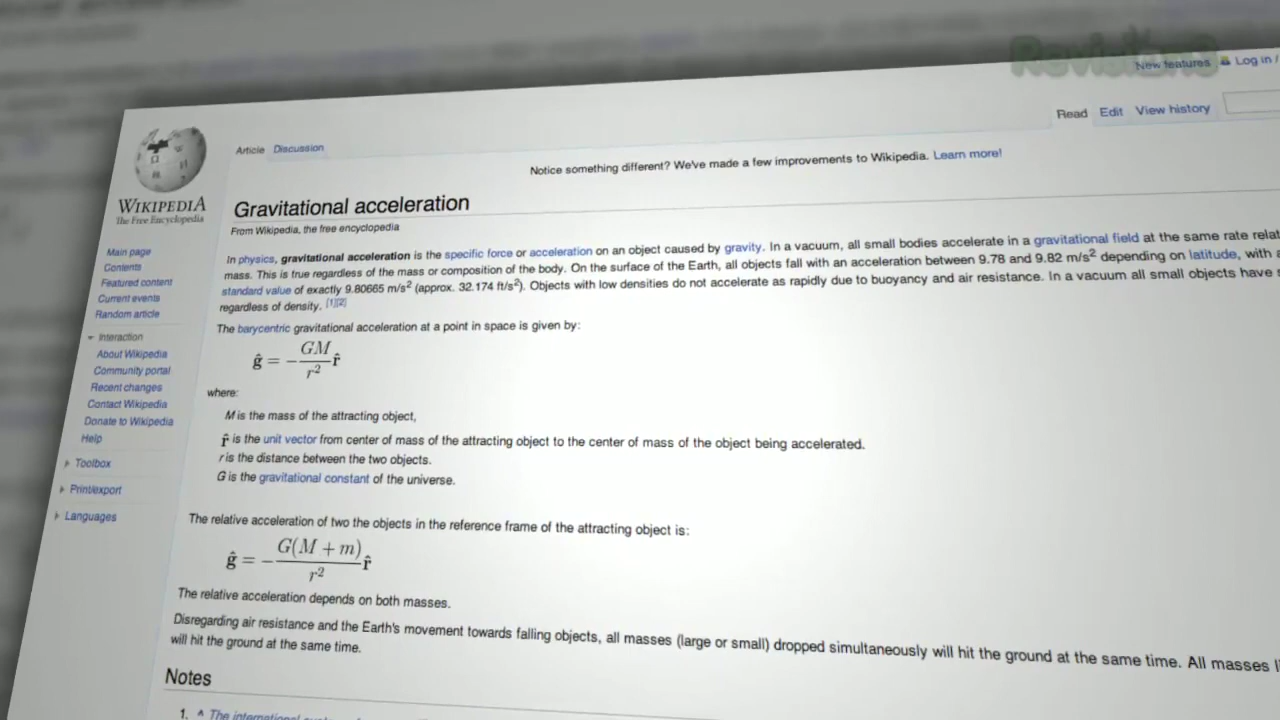 Revision3
New features Log in /
Read Edit View history
Article Discussion
Notice something different? We've made a few improvements to Wikipedia. Learn more!
WIKIPEDIA
The Free Encyclopedia
Gravitational acceleration
From Wikipedia, the free encyclopedia
In physics, gravitational acceleration is the specific force or acceleration on an object caused by gravity. In a vacuum, all small bodies accelerate in a gravitational field at the same rate
mass. This is true regardless of the mass or composition of the body. On the surface of the Earth, all objects fall with an acceleration between 9.78 and 9.82 m/s² depending on latitude, with
standard value of exactly 9.80665 m/s² (approx. 32.174 ft/s²). Objects with low densities do not accelerate as rapidly due to buoyancy and air resistance. In a vacuum all small objects have
regardless of density. [1][2]
The barycentric gravitational acceleration at a point in space is given by:
ĝ = −GM/r² r̂
where:
M is the mass of the attracting object,
r̂ is the unit vector from center of mass of the attracting object to the center of mass of the object being accelerated.
r is the distance between the two objects.
G is the gravitational constant of the universe.
The relative acceleration of two the objects in the reference frame of the attracting object is:
ĝ = −G(M + m)/r² r̂
The relative acceleration depends on both masses.
Disregarding air resistance and the Earth's movement towards falling objects, all masses (large or small) dropped simultaneously will hit the ground at the same time. All masses
will hit the ground at the same time.
Notes
1. ^ The international
Main page
Contents
Featured content
Current events
Random article
Interaction
About Wikipedia
Community portal
Recent changes
Contact Wikipedia
Donate to Wikipedia
Help
Toolbox
Print/export
Languages